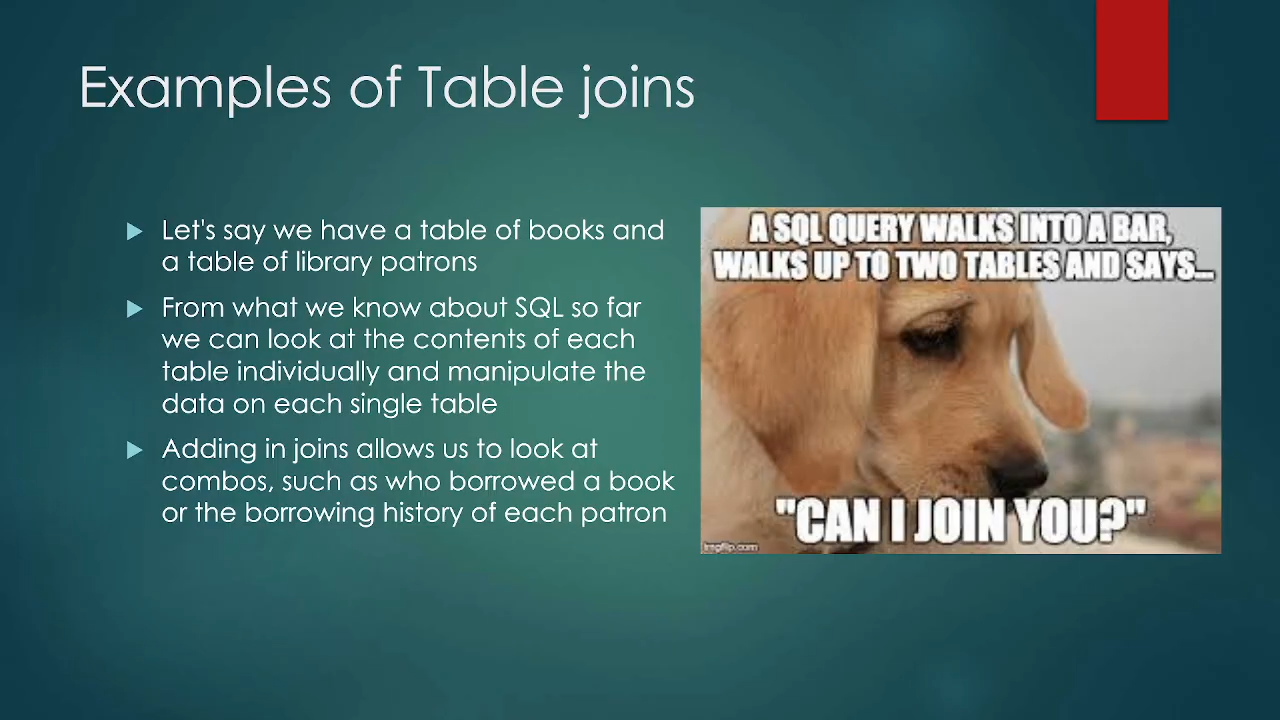 Examples of Table joins
Let's say we have a table of books and
a table of library patrons
From what we know about SQL so far
we can look at the contents of each
table individually and manipulate the
data on each single table
Adding in joins allows us to look at
combos, such as who borrowed a book
or the borrowing history of each patron
A SQL QUERY WALKS INTO A BAR,
WALKS UP TO TWO TABLES AND SAYS...
"CAN I JOIN YOU?"
imgflip.com